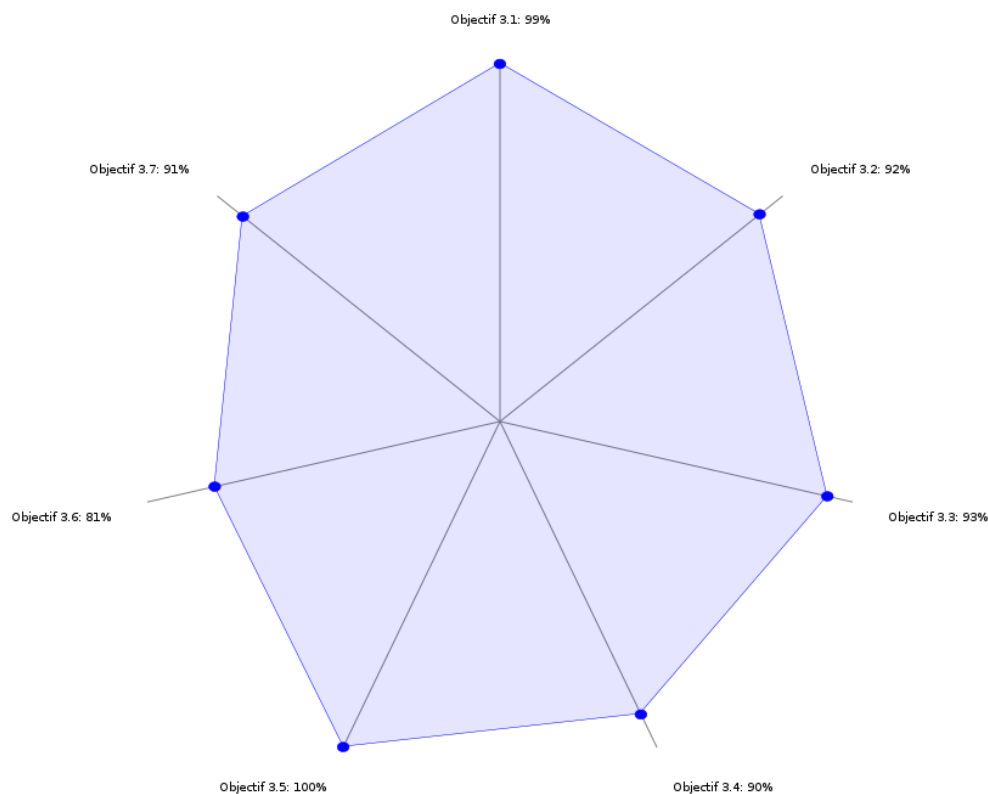 Objectif 3.1: 99%
Objectif 3.7: 91%
Objectif 3.2: 92%
Objectif 3.6: 81%
Objectif 3.3: 93%
Objectif 3.5: 100%
Objectif 3.4: 90%